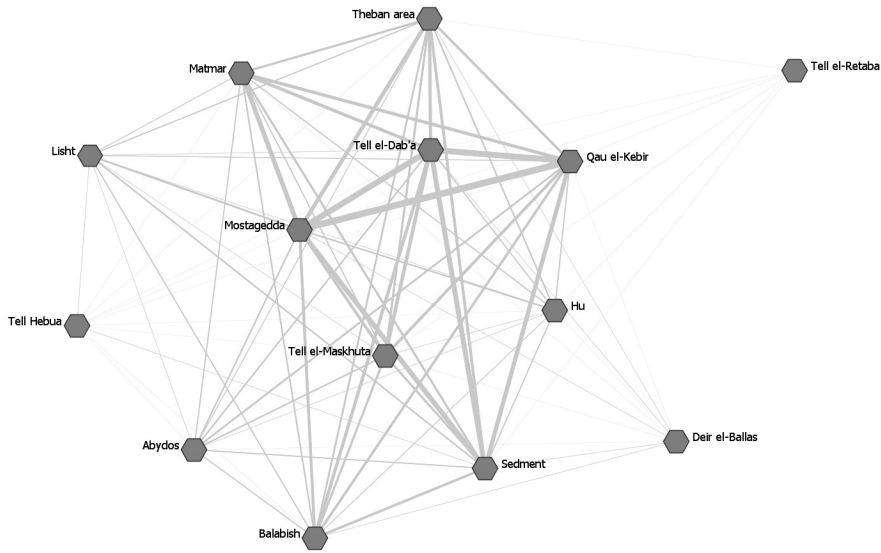 Theban area
Tell el-Retaba
Matmar
Tell el-Dab'a
Lisht
Qau el-Kebir
Mostagedda
Hu
Tell Hebua
Tell el-Maskhuta
Deir el-Ballas
Abydos
Sedment
Balabish